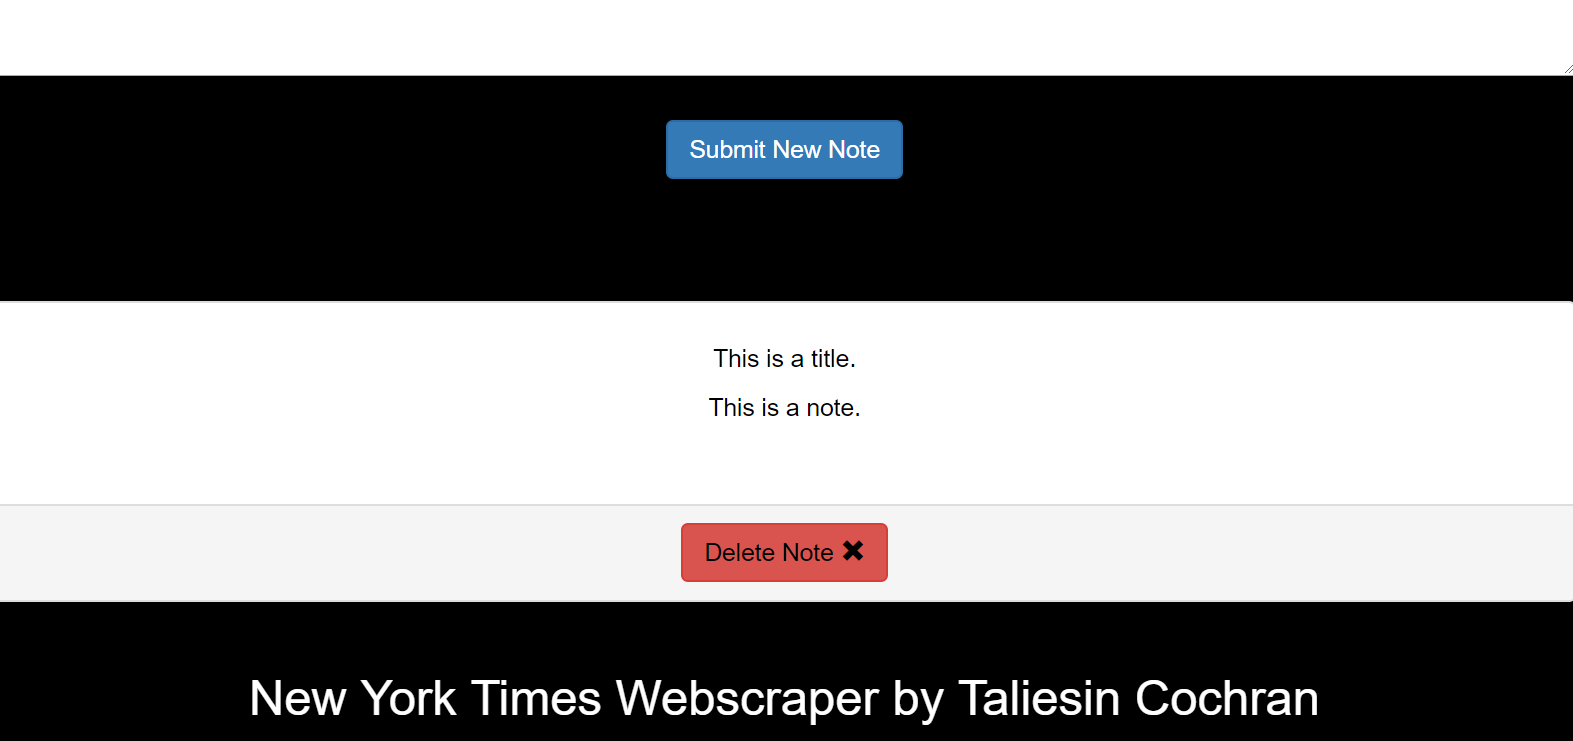 Submit New Note
This is a title.
This is a note.
Delete Note ✖
New York Times Webscraper by Taliesin Cochran